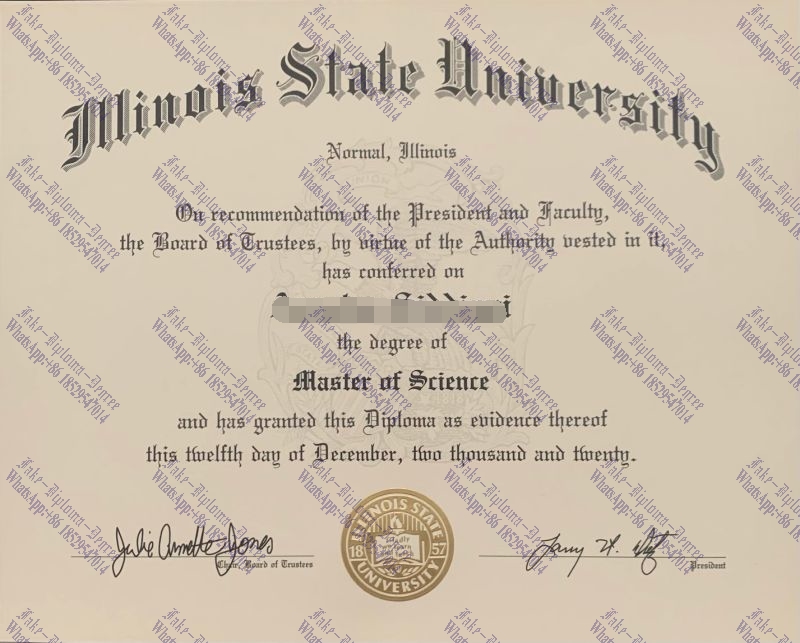 Illinois State University
Normal, Illinois
On recommendation of the President and Faculty,
the Board of Trustees, by virtue of the Authority vested in it,
has conferred on
the degree of
Master of Science
and has granted this Diploma as evidence thereof
this twelfth day of December, two thousand and twenty.
Julie Annette Jones
Chair, Board of Trustees
ILLINOIS STATE
18 57
UNIVERSITY
President
Fake-Diploma-Degree
WhatsApp:+86 18529547014